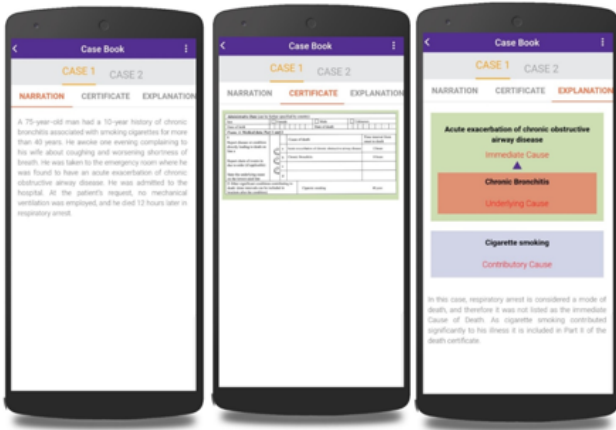 Case Book
CASE 1 CASE 2
NARRATION CERTIFICATE EXPLANATION
A 75-year-old man had a 10-year history of chronic
bronchitis associated with smoking cigarettes for more
than 40 years. He awoke one evening complaining to
his wife about coughing and worsening shortness of
breath. He was taken to the emergency room where he
was found to have an acute exacerbation of chronic
obstructive airway disease. He was admitted to the
hospital. At the patient's request, no mechanical
ventilation was employed, and he died 12 hours later in
respiratory arrest.
Case Book
CASE 1 CASE 2
NARRATION CERTIFICATE EXPLANATION
Cause of death
Chronic Bronchitis
Cigarette smoking
Case Book
CASE 1 CASE 2
NARRATION CERTIFICATE EXPLANATION
Acute exacerbation of chronic obstructive
airway disease
Immediate Cause
Chronic Bronchitis
Underlying Cause
Cigarette smoking
Contributory Cause
In this case, respiratory arrest is considered a mode of
death, and therefore it was not listed as the immediate
Cause of Death. As cigarette smoking contributed
significantly to his illness it is included in Part II of the
death certificate.